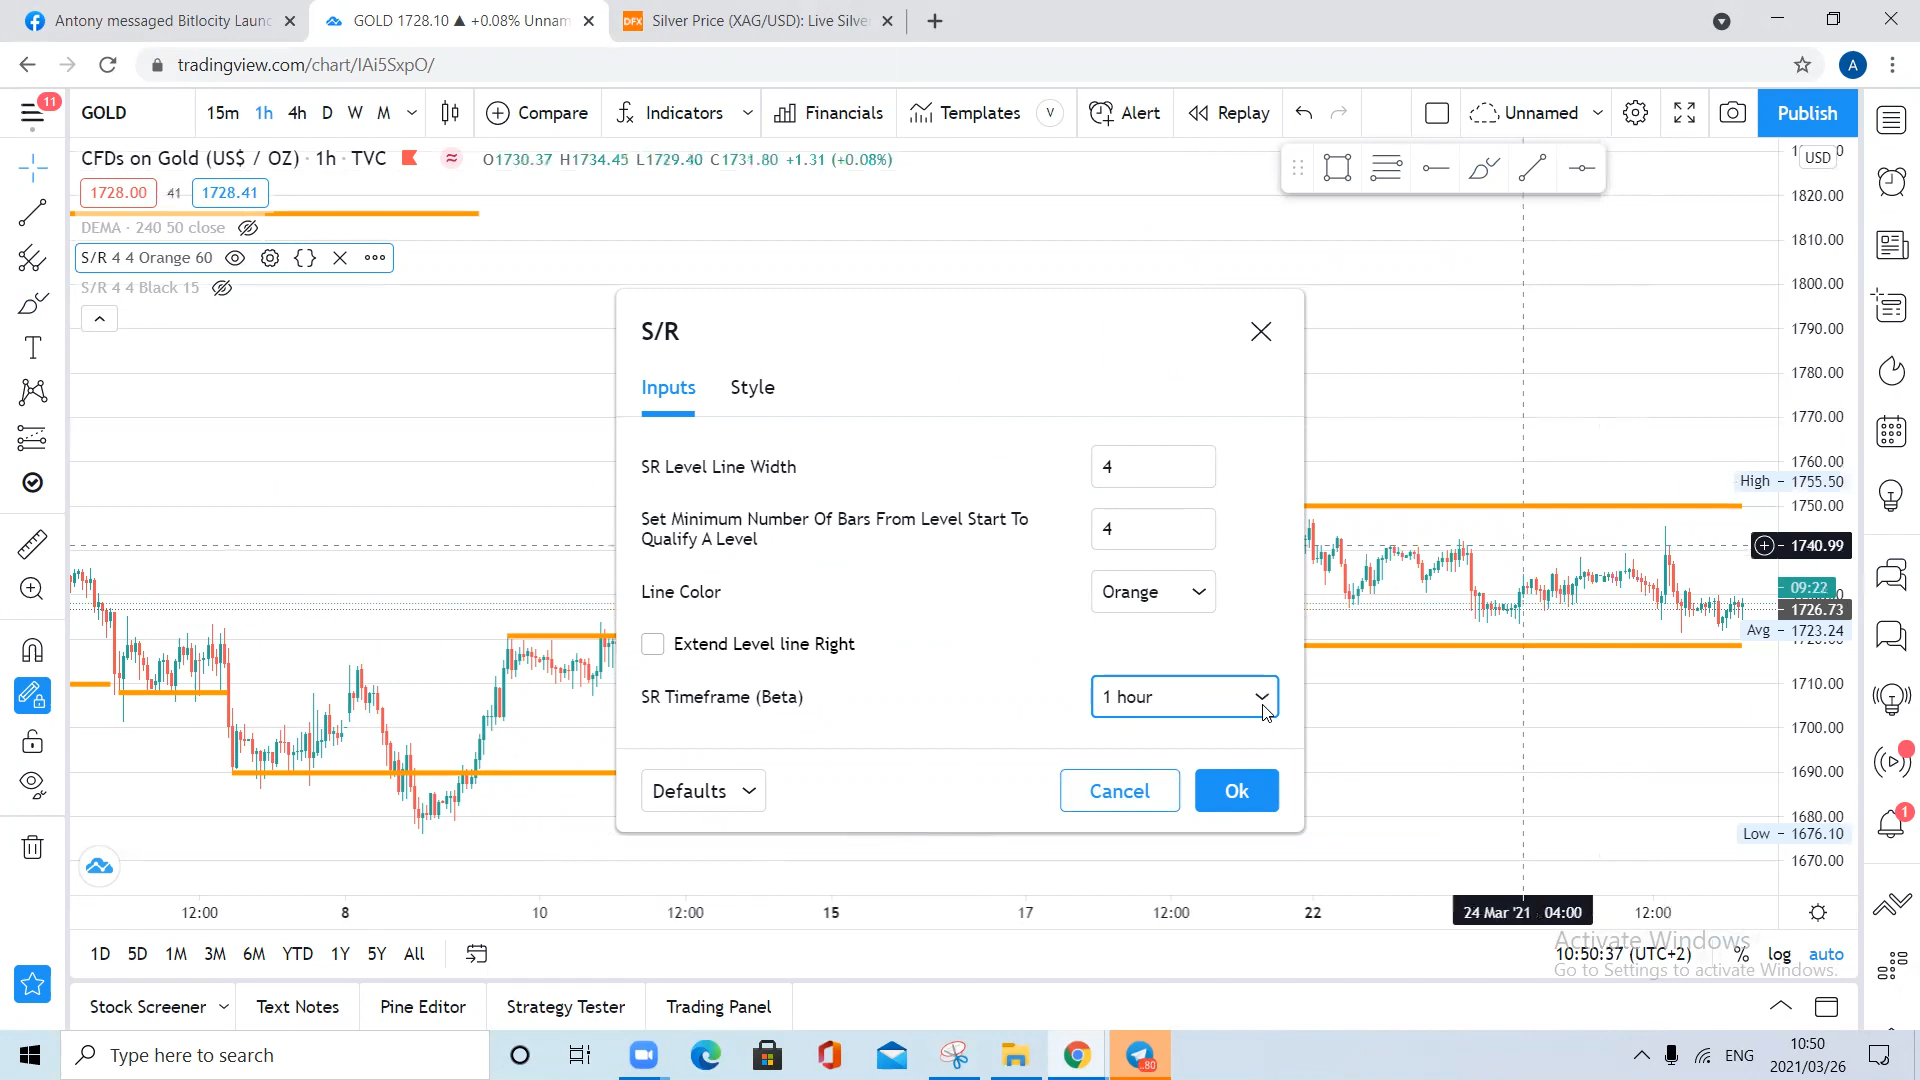 Antony messaged Bitlocity Laun
GOLD 1728.10 ▲ +0.08% Unnam
DFX Silver Price (XAG/USD): Live Silve
tradingview.com/chart/IAi5SxpO/
A
11
GOLD 15m 1h 4h D W M Compare Indicators Financials Templates V Alert Replay Unnamed Publish
CFDs on Gold (US$ / OZ) · 1h · TVC O1730.37 H1734.45 L1729.40 C1731.80 +1.31 (+0.08%)
USD
1728.00 41 1728.41
DEMA · 240 50 close
S/R 4 4 Orange 60
S/R 4 4 Black 15
S/R
Inputs Style
SR Level Line Width 4
Set Minimum Number Of Bars From Level Start To
Qualify A Level 4
Line Color Orange
Extend Level line Right
SR Timeframe (Beta) 1 hour
Defaults Cancel Ok
1820.00
1810.00
1800.00
1790.00
1780.00
1770.00
1760.00
High - 1755.50
1750.00
1740.99
09:22
1726.73
Avg - 1723.24
1710.00
1700.00
1690.00
1680.00
Low - 1676.10
1670.00
1
12:00 8 10 12:00 15 17 12:00 22 24 Mar '21 04:00 12:00
1D 5D 1M 3M 6M YTD 1Y 5Y All 10:50:37 (UTC+2) % log auto
Activate Windows
Go to Settings to activate Windows.
Stock Screener Text Notes Pine Editor Strategy Tester Trading Panel
Type here to search
80
ENG
10:50
2021/03/26